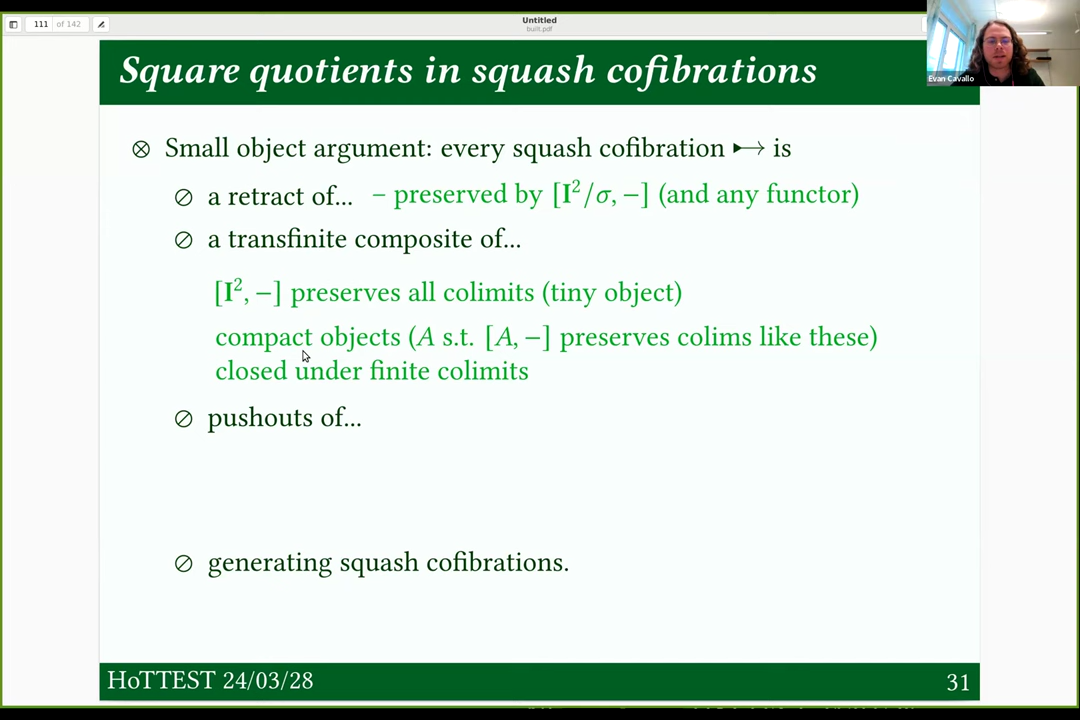 111 of 142
Untitled
built.pdf
Evan Cavallo
Square quotients in squash cofibrations
⊗ Small object argument: every squash cofibration ▸→ is
⊘ a retract of... – preserved by [I²/σ, −] (and any functor)
⊘ a transfinite composite of...
[I², −] preserves all colimits (tiny object)
compact objects (A s.t. [A, −] preserves colims like these)
closed under finite colimits
⊘ pushouts of...
⊘ generating squash cofibrations.
HoTTEST 24/03/28
31